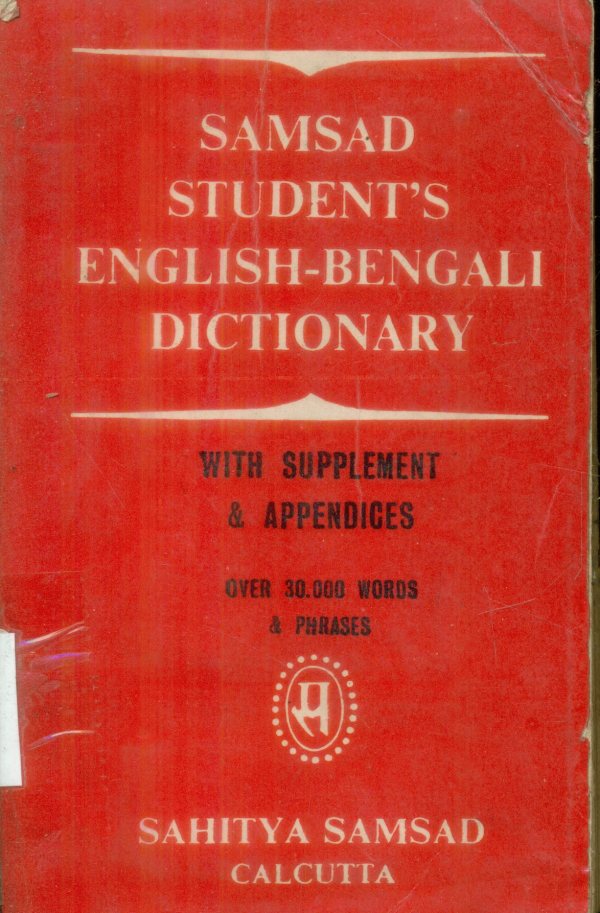 SAMSAD
STUDENT'S
ENGLISH-BENGALI
DICTIONARY
WITH SUPPLEMENT
& APPENDICES
OVER 30.000 WORDS
& PHRASES
स
SAHITYA SAMSAD
CALCUTTA